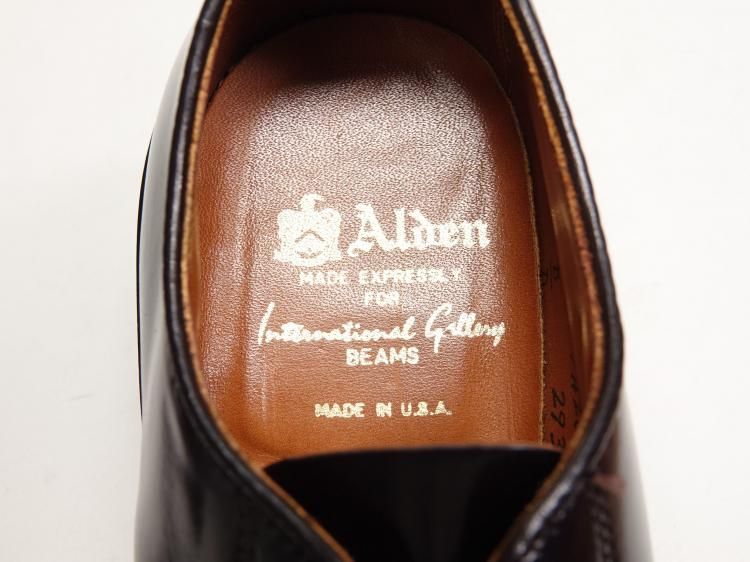 Alden
MADE EXPRESSLY
FOR
International Gallery
BEAMS
MADE IN U.S.A.